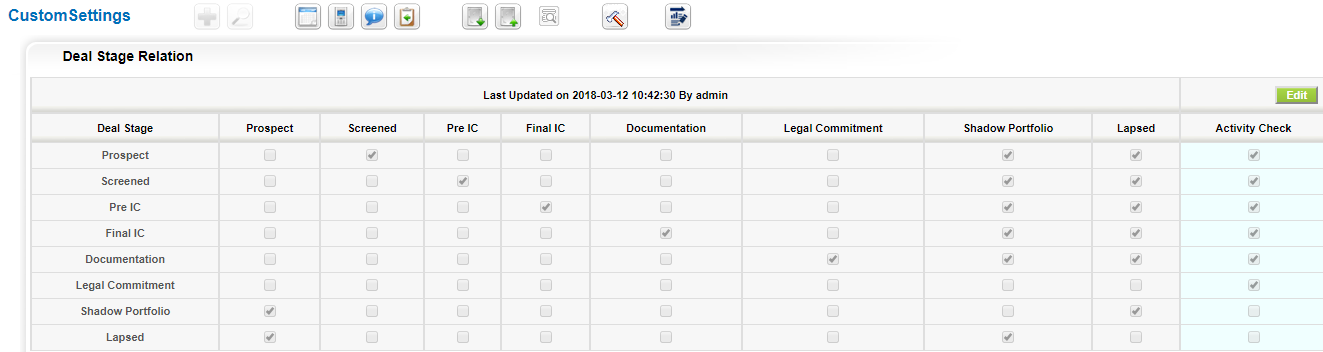 CustomSettings
Deal Stage Relation
Last Updated on 2018-03-12 10:42:30 By admin Edit
Deal Stage Prospect Screened Pre IC Final IC Documentation Legal Commitment Shadow Portfolio Lapsed Activity Check
Prospect
Screened
Pre IC
Final IC
Documentation
Legal Commitment
Shadow Portfolio
Lapsed